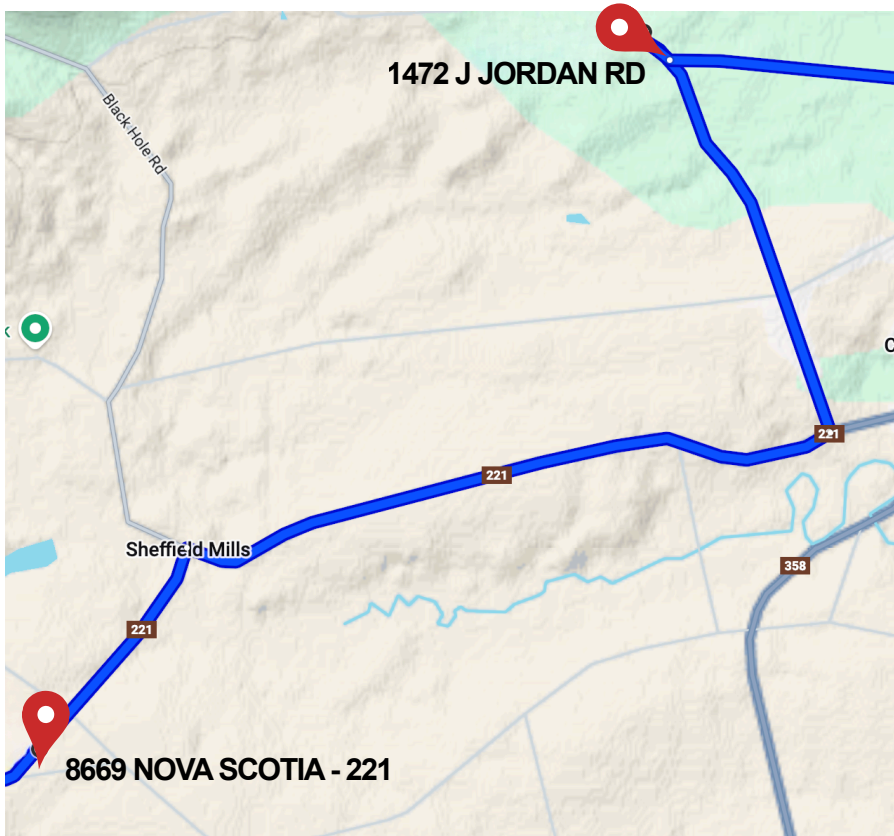 1472 J JORDAN RD
Black Hole Rd
k
C
221
221
Sheffield Mills
358
221
8669 NOVA SCOTIA - 221